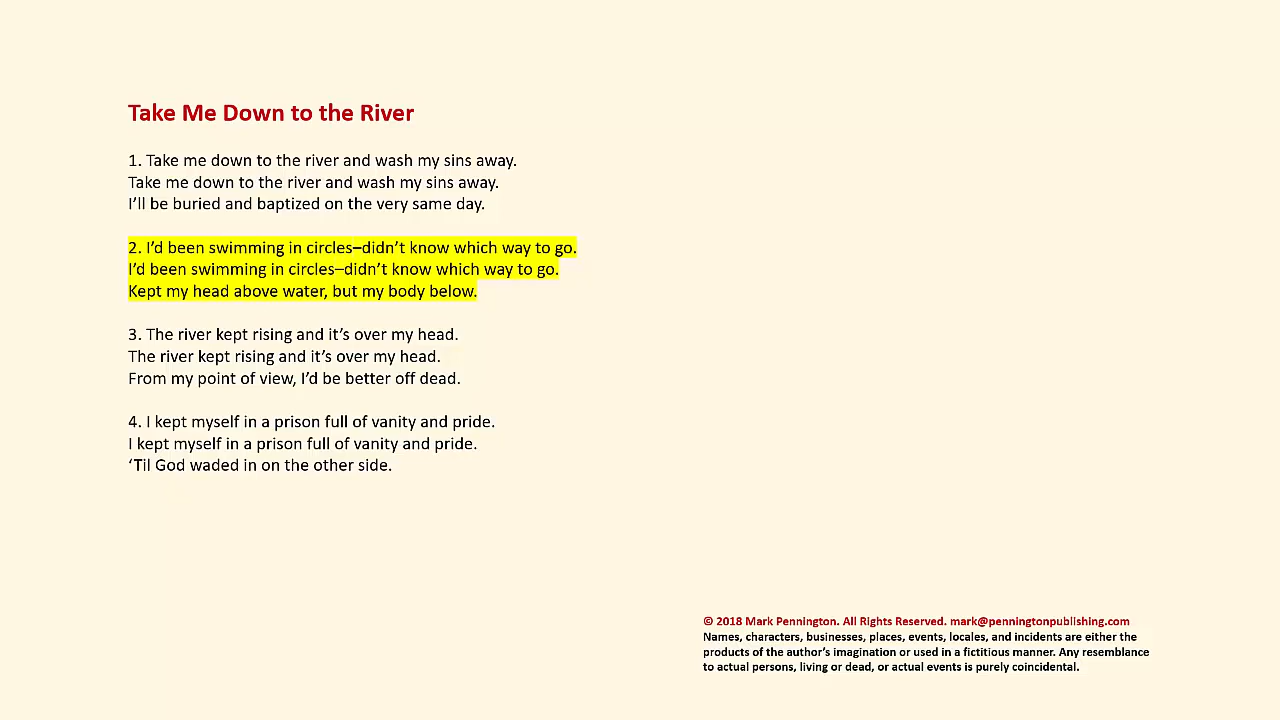 Take Me Down to the River
1. Take me down to the river and wash my sins away.
Take me down to the river and wash my sins away.
I’ll be buried and baptized on the very same day.
2. I’d been swimming in circles–didn’t know which way to go.
I’d been swimming in circles–didn’t know which way to go.
Kept my head above water, but my body below.
3. The river kept rising and it’s over my head.
The river kept rising and it’s over my head.
From my point of view, I’d be better off dead.
4. I kept myself in a prison full of vanity and pride.
I kept myself in a prison full of vanity and pride.
‘Til God waded in on the other side.
© 2018 Mark Pennington. All Rights Reserved. mark@penningtonpublishing.com
Names, characters, businesses, places, events, locales, and incidents are either the
products of the author’s imagination or used in a fictitious manner. Any resemblance
to actual persons, living or dead, or actual events is purely coincidental.